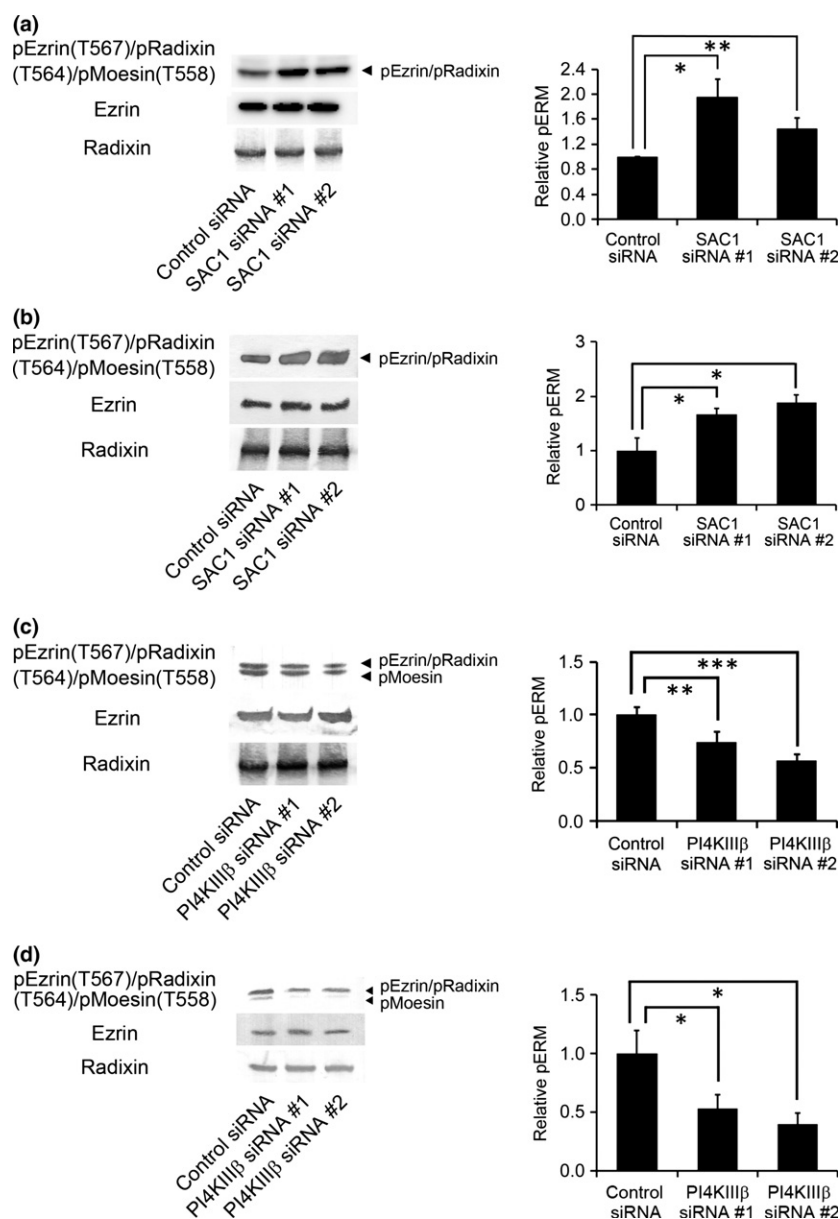 (a)
pEzrin(T567)/pRadixin
(T564)/pMoesin(T558)
pEzrin/pRadixin
Ezrin
Radixin
Control siRNA
SAC1 siRNA #1
SAC1 siRNA #2
Relative pERM
2.4
2.0
1.6
1.2
0.8
0.4
0.0
*
**
Control
siRNA
SAC1
siRNA #1
SAC1
siRNA #2
(b)
pEzrin(T567)/pRadixin
(T564)/pMoesin(T558)
pEzrin/pRadixin
Ezrin
Radixin
Control siRNA
SAC1 siRNA #1
SAC1 siRNA #2
Relative pERM
3
2
1
0
*
*
Control
siRNA
SAC1
siRNA #1
SAC1
siRNA #2
(c)
pEzrin(T567)/pRadixin
(T564)/pMoesin(T558)
pEzrin/pRadixin
pMoesin
Ezrin
Radixin
Control siRNA
PI4KIIIβ siRNA #1
PI4KIIIβ siRNA #2
Relative pERM
1.5
1.0
0.5
0.0
**
***
Control
siRNA
PI4KIIIβ
siRNA #1
PI4KIIIβ
siRNA #2
(d)
pEzrin(T567)/pRadixin
(T564)/pMoesin(T558)
pEzrin/pRadixin
pMoesin
Ezrin
Radixin
Control siRNA
PI4KIIIβ siRNA #1
PI4KIIIβ siRNA #2
Relative pERM
1.5
1.0
0.5
0.0
*
*
Control
siRNA
PI4KIIIβ
siRNA #1
PI4KIIIβ
siRNA #2